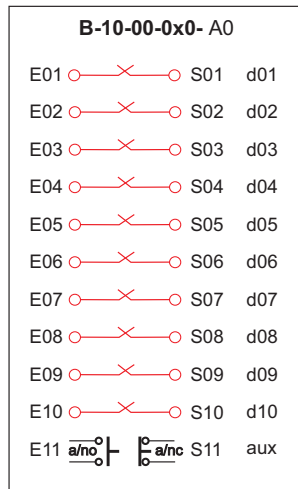 B-10-00-0x0- A0
E01 S01 d01
E02 S02 d02
E03 S03 d03
E04 S04 d04
E05 S05 d05
E06 S06 d06
E07 S07 d07
E08 S08 d08
E09 S09 d09
E10 S10 d10
E11 a/no a/nc S11 aux